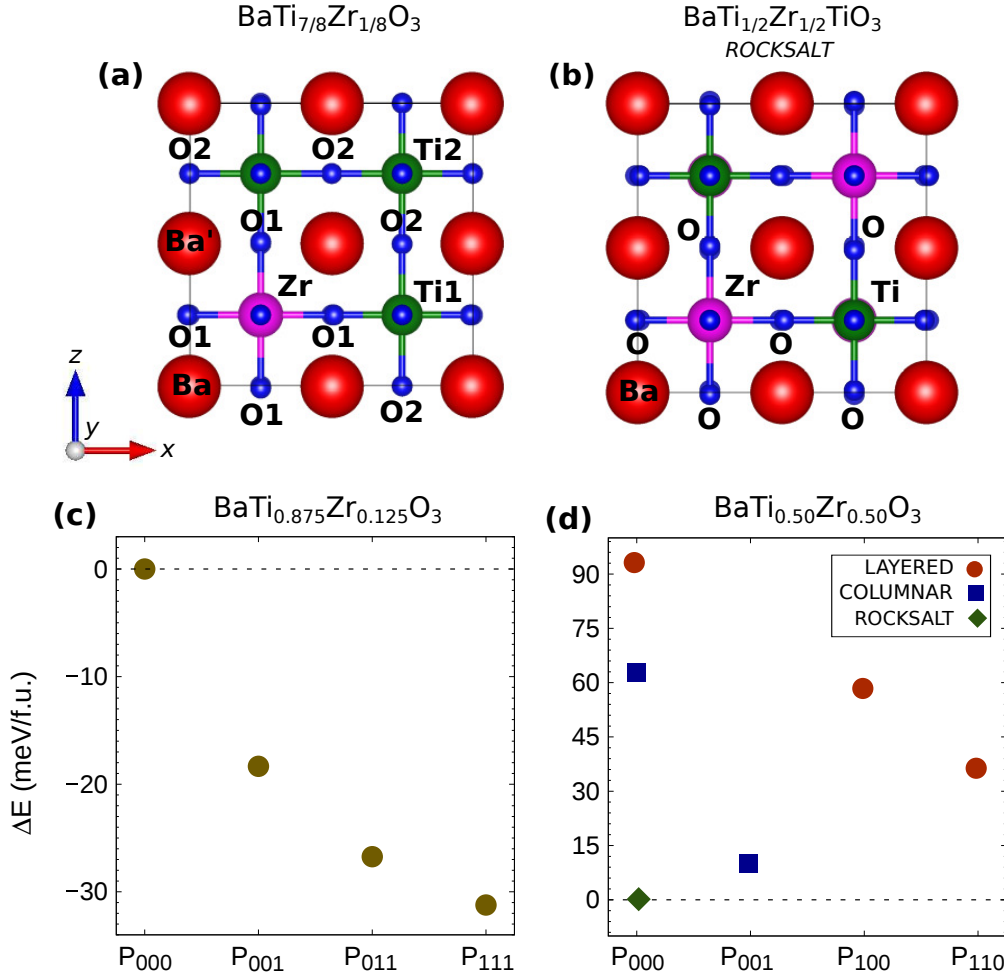 BaTi7/8Zr1/8O3
BaTi1/2Zr1/2TiO3
ROCKSALT
(a)
O2 O2 Ti2
O1 O2
Ba'
Zr Ti1
O1 O1
Ba
O1 O2
z
y
x
(b)
O O
Zr Ti
O O
Ba
O O
(c) BaTi0.875Zr0.125O3
ΔE (meV/f.u.)
0
−10
−20
−30
P000 P001 P011 P111
(d) BaTi0.50Zr0.50O3
LAYERED
COLUMNAR
ROCKSALT
90
75
60
45
30
15
0
P000 P001 P100 P110